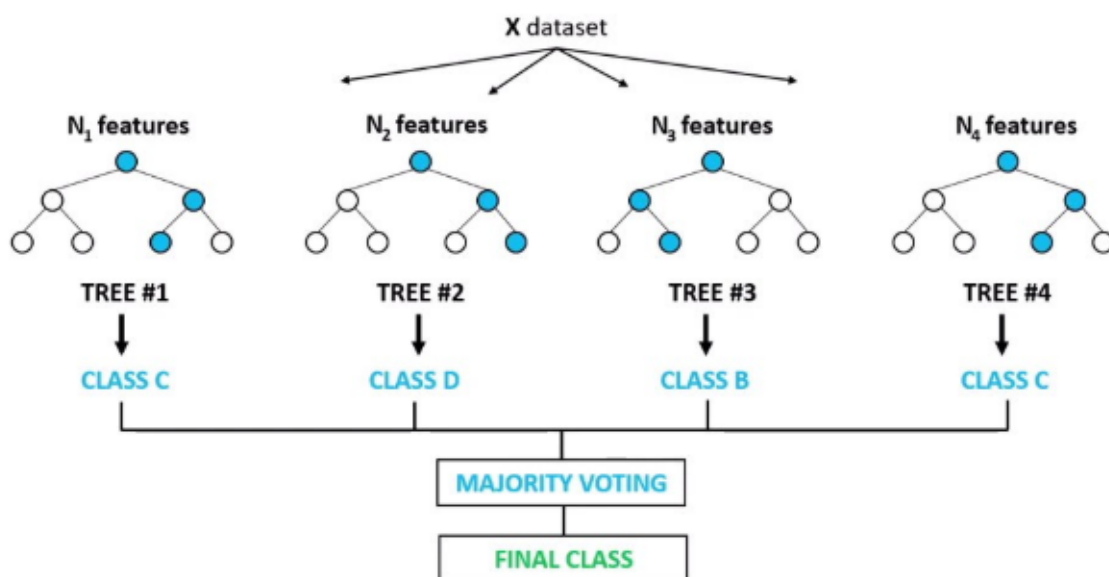 X dataset
N₁ features
N₂ features
N₃ features
N₄ features
TREE #1
TREE #2
TREE #3
TREE #4
CLASS C
CLASS D
CLASS B
CLASS C
MAJORITY VOTING
FINAL CLASS